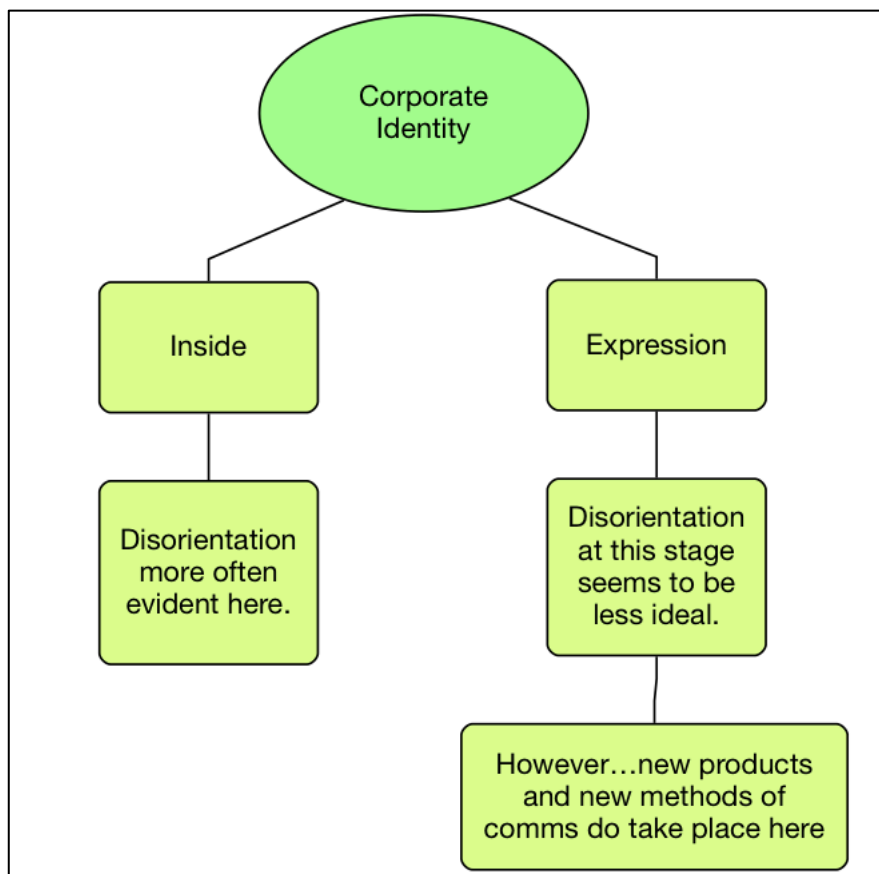 Corporate
Identity
Inside
Expression
Disorientation
more often
evident here.
Disorientation
at this stage
seems to be
less ideal.
However…new products
and new methods of
comms do take place here